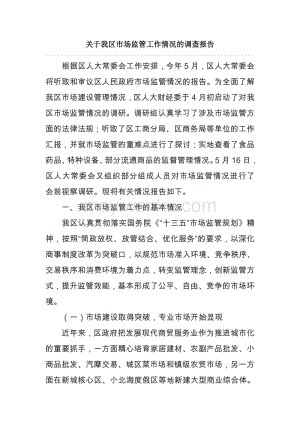 关于我区市场监管工作情况的调查报告
根据区人大常委会工作安排，今年 5 月，区人大常委会
将听取和审议区人民政府市场监管情况的报告。为全面了解
我区市场建设管理情况，区人大财经委于 4 月初启动了对我
区市场监管情况的调研。调研组认真学习了涉及市场监管方
面的法律法规；听取了区工商分局、区商务局等单位的工作
汇报，并就市场监管的重难点进行了探讨；实地查看了食品
药品、特种设备、部分流通商品的监督管理情况。5 月 16 日，
区人大常委会又组织部分组成人员对市场监管情况进行了
会前视察调研。现将有关情况报告如下。
一、我区市场监管工作的基本情况
我区认真贯彻落实国务院《“十三五”市场监管规划》精
神，按照“简政放权、放管结合、优化服务”的要求，以深化
商事制度改革为突破口，以规范市场准入环境、竞争秩序、
交易秩序和消费环境为着力点，转变监管理念，创新监管方
式，提升监管效能，基本形成了公平、自由、竞争的市场环
境。
（一）市场建设取得突破，专业市场开始显现
近年来，区政府把发展现代商贸服务业作为推进城市化
的重要抓手，一方面精心培育家居建材、农副产品批发、小
商品批发、汽摩交易、城区菜市场和镇级农贸市场，另一方
面在新城核心区、小北海度假区等地新建大型商业综合体。